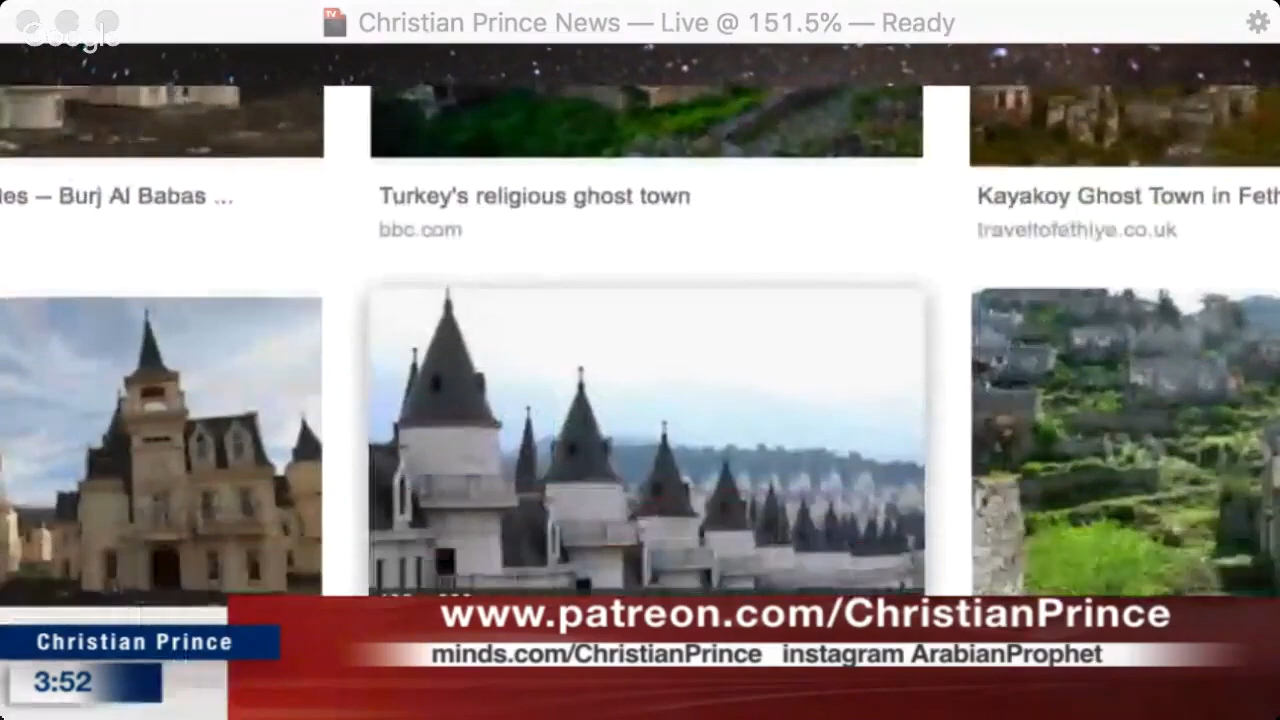 Google
TV
Christian Prince News — Live @ 151.5% — Ready
les — Burj Al Babas ...
Turkey's religious ghost town
bbc.com
Kayakoy Ghost Town in Feth
traveltofethiye.co.uk
www.patreon.com/ChristianPrince
Christian Prince
minds.com/ChristianPrince instagram ArabianProphet
3:52